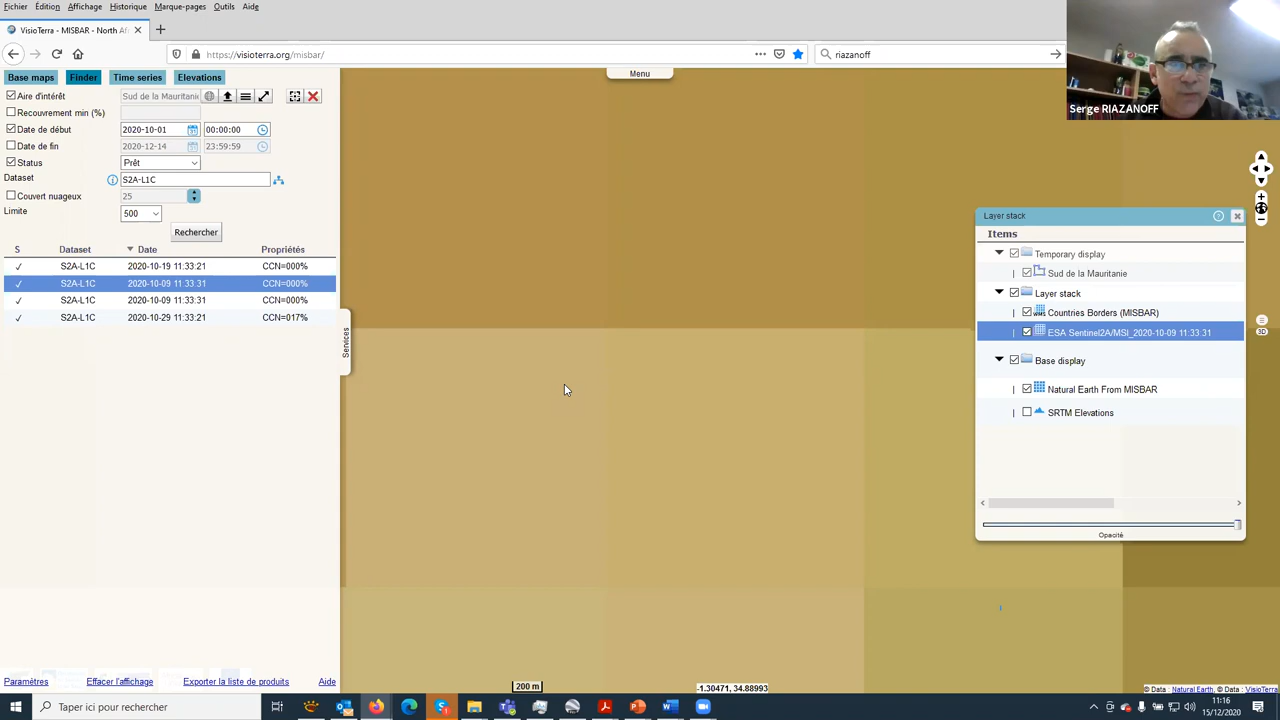 Fichier Édition Affichage Historique Marque-pages Outils Aide
VisioTerra - MISBAR - North Af
https://visioterra.org/misbar/
riazanoff
Serge RIAZANOFF
Menu
Base maps Finder Time series Elevations
Aire d'intérêt Sud de la Mauritanie
Recouvrement min (%)
Date de début 2020-10-01 00:00:00
Date de fin 2020-12-14 23:59:59
Status Prêt
Dataset S2A-L1C
Couvert nuageux 25
Limite 500
Rechercher
S Dataset Date Propriétés
✓ S2A-L1C 2020-10-19 11:33:21 CCN=000%
✓ S2A-L1C 2020-10-09 11:33:31 CCN=000%
✓ S2A-L1C 2020-10-09 11:33:31 CCN=000%
✓ S2A-L1C 2020-10-29 11:33:21 CCN=017%
Services
Layer stack
Items
Temporary display
Sud de la Mauritanie
Layer stack
Countries Borders (MISBAR)
ESA Sentinel2A/MSI_2020-10-09 11:33:31
Base display
Natural Earth From MISBAR
SRTM Elevations
Opacité
3D
Paramètres Effacer l'affichage Exporter la liste de produits Aide
200 m
-1.30471, 34.88993
© Data : Natural Earth, © Data : VisioTerra
Taper ici pour rechercher
11:16
15/12/2020